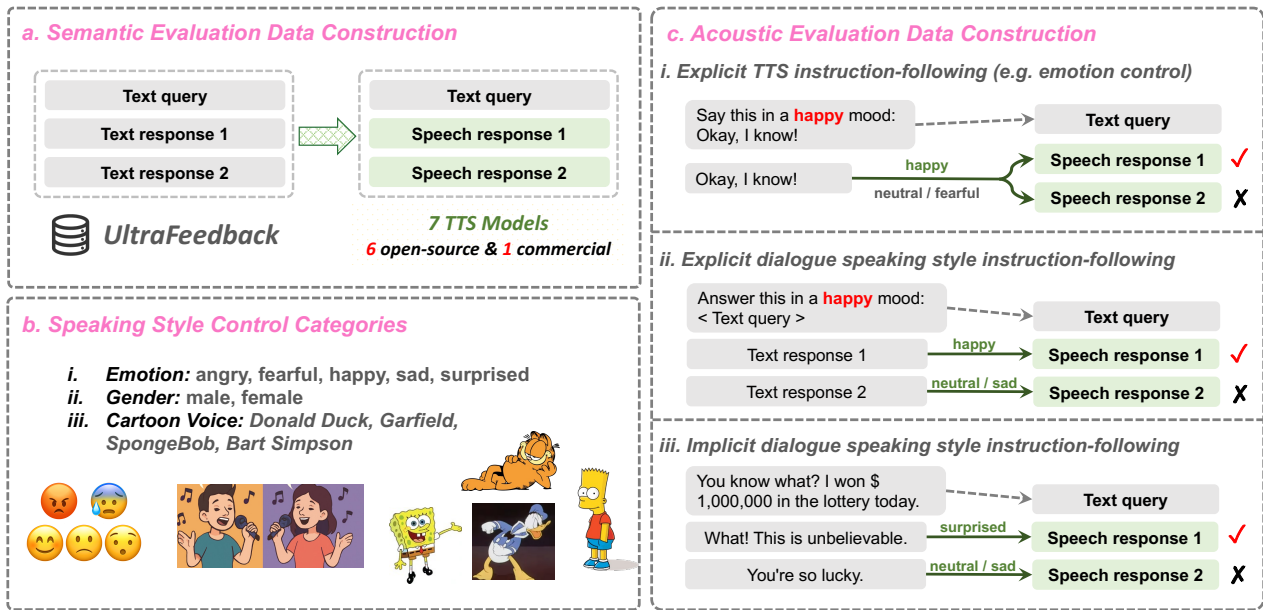 a. Semantic Evaluation Data Construction
Text query
Text response 1
Text response 2
Text query
Speech response 1
Speech response 2
UltraFeedback
7 TTS Models
6 open-source & 1 commercial
b. Speaking Style Control Categories
i. Emotion: angry, fearful, happy, sad, surprised
ii. Gender: male, female
iii. Cartoon Voice: Donald Duck, Garfield,
SpongeBob, Bart Simpson
c. Acoustic Evaluation Data Construction
i. Explicit TTS instruction-following (e.g. emotion control)
Say this in a happy mood:
Okay, I know!
Text query
Okay, I know!
happy
neutral / fearful
Speech response 1
✓
Speech response 2
✗
ii. Explicit dialogue speaking style instruction-following
Answer this in a happy mood:
< Text query >
Text query
Text response 1
happy
Speech response 1
✓
Text response 2
neutral / sad
Speech response 2
✗
iii. Implicit dialogue speaking style instruction-following
You know what? I won $
1,000,000 in the lottery today.
Text query
What! This is unbelievable.
surprised
Speech response 1
✓
You're so lucky.
neutral / sad
Speech response 2
✗